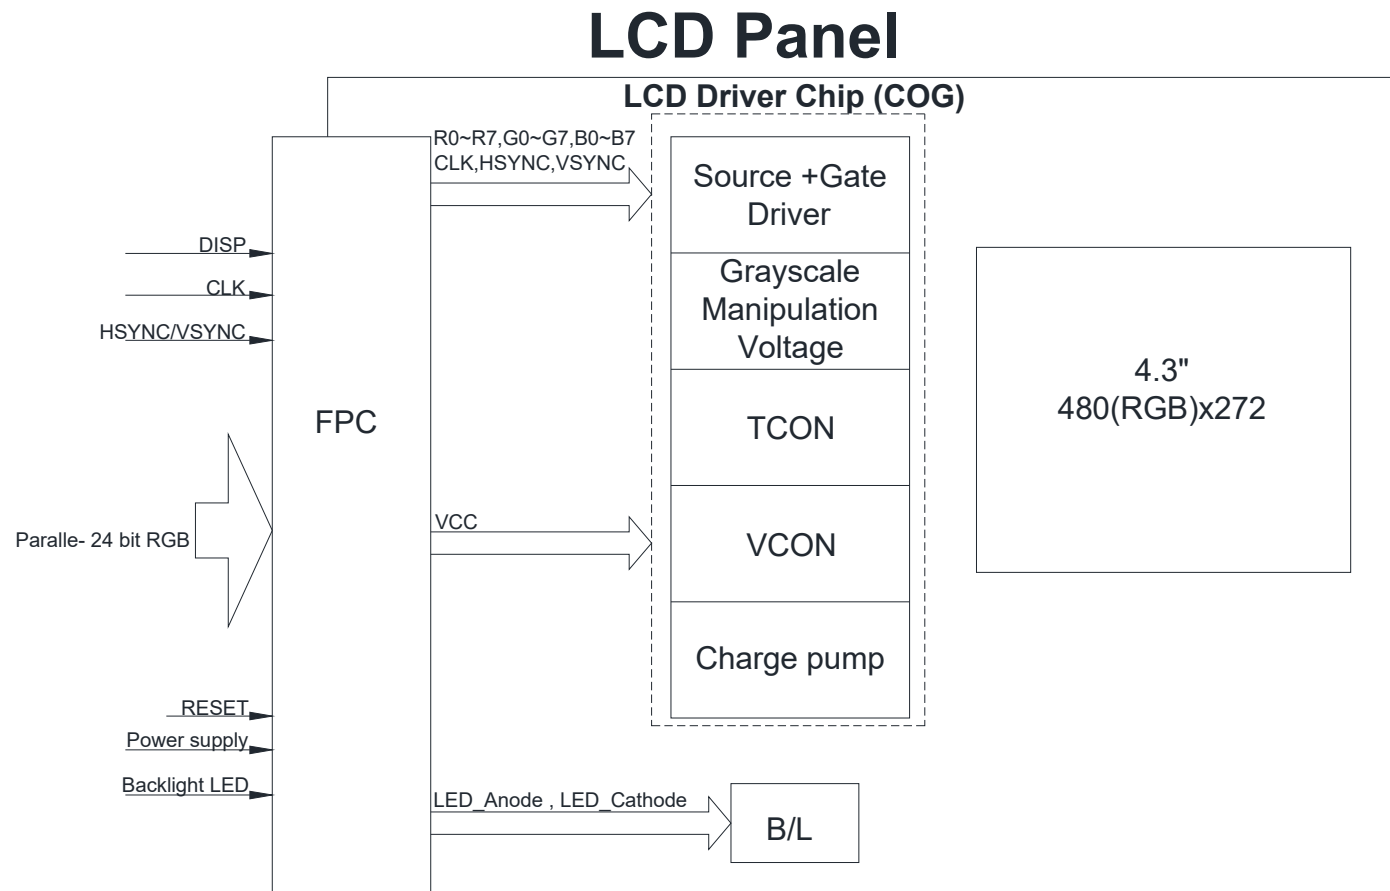 LCD Panel
LCD Driver Chip (COG)
R0~R7,G0~G7,B0~B7
CLK,HSYNC,VSYNC
Source +Gate
Driver
DISP
CLK
HSYNC/VSYNC
Grayscale
Manipulation
Voltage
4.3"
480(RGB)x272
FPC
TCON
Paralle- 24 bit RGB
VCC
VCON
Charge pump
RESET
Power supply
Backlight LED
LED_Anode , LED_Cathode
B/L